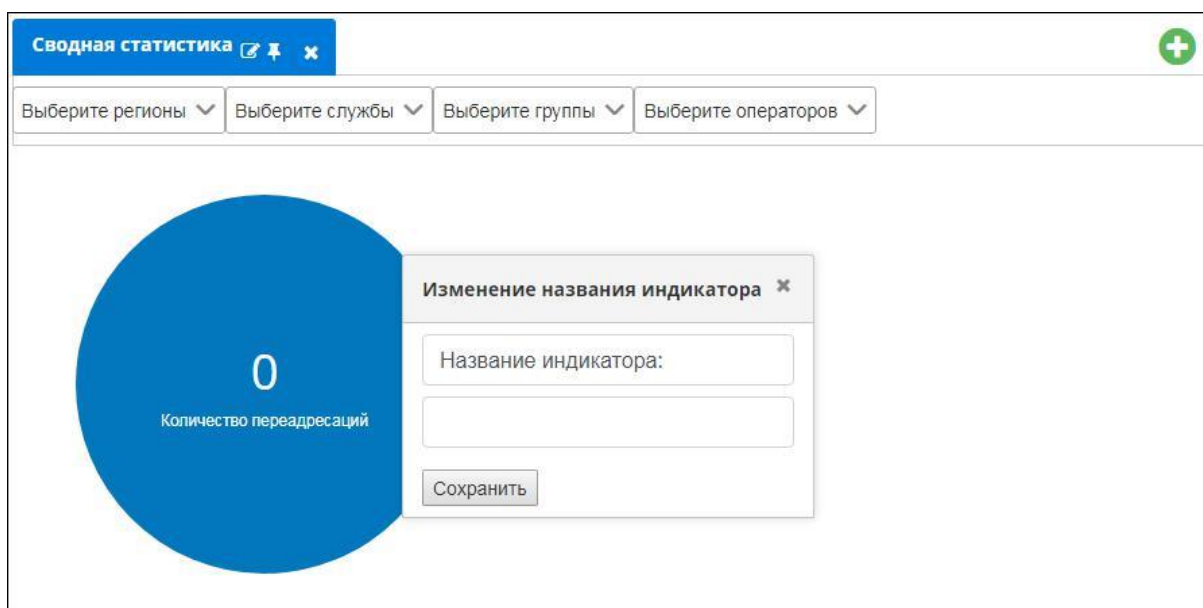 Сводная статистика
Выберите регионы Выберите службы Выберите группы Выберите операторов
Изменение названия индикатора
Название индикатора:
0
Количество переадресаций
Сохранить